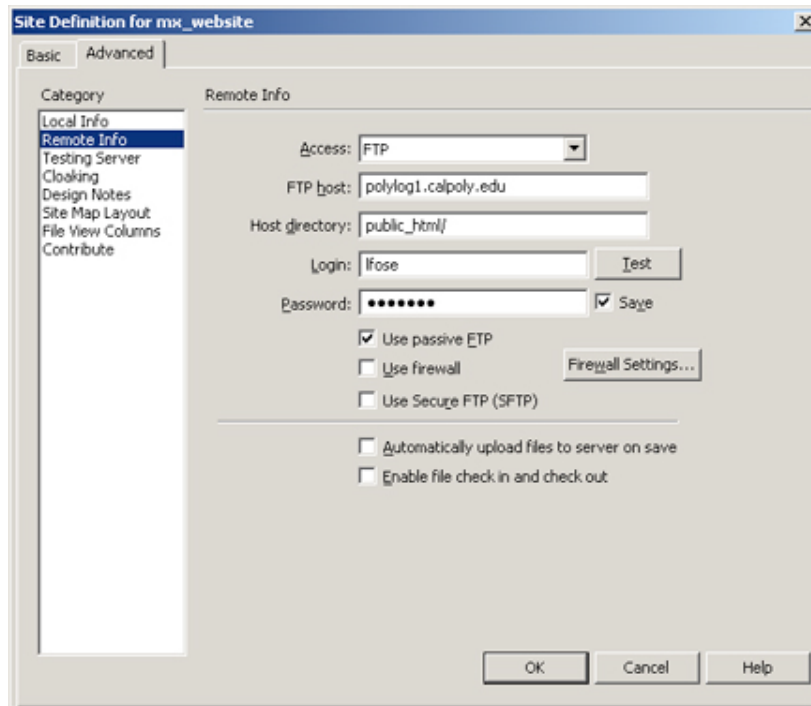 Site Definition for mx_website
Basic
Advanced
Category
Local Info
Remote Info
Testing Server
Cloaking
Design Notes
Site Map Layout
File View Columns
Contribute
Remote Info
Access: FTP
FTP host: polylog1.calpoly.edu
Host directory: public_html/
Login: lfose
Test
Password: •••••••
Save
Use passive FTP
Use firewall
Firewall Settings...
Use Secure FTP (SFTP)
Automatically upload files to server on save
Enable file check in and check out
OK
Cancel
Help